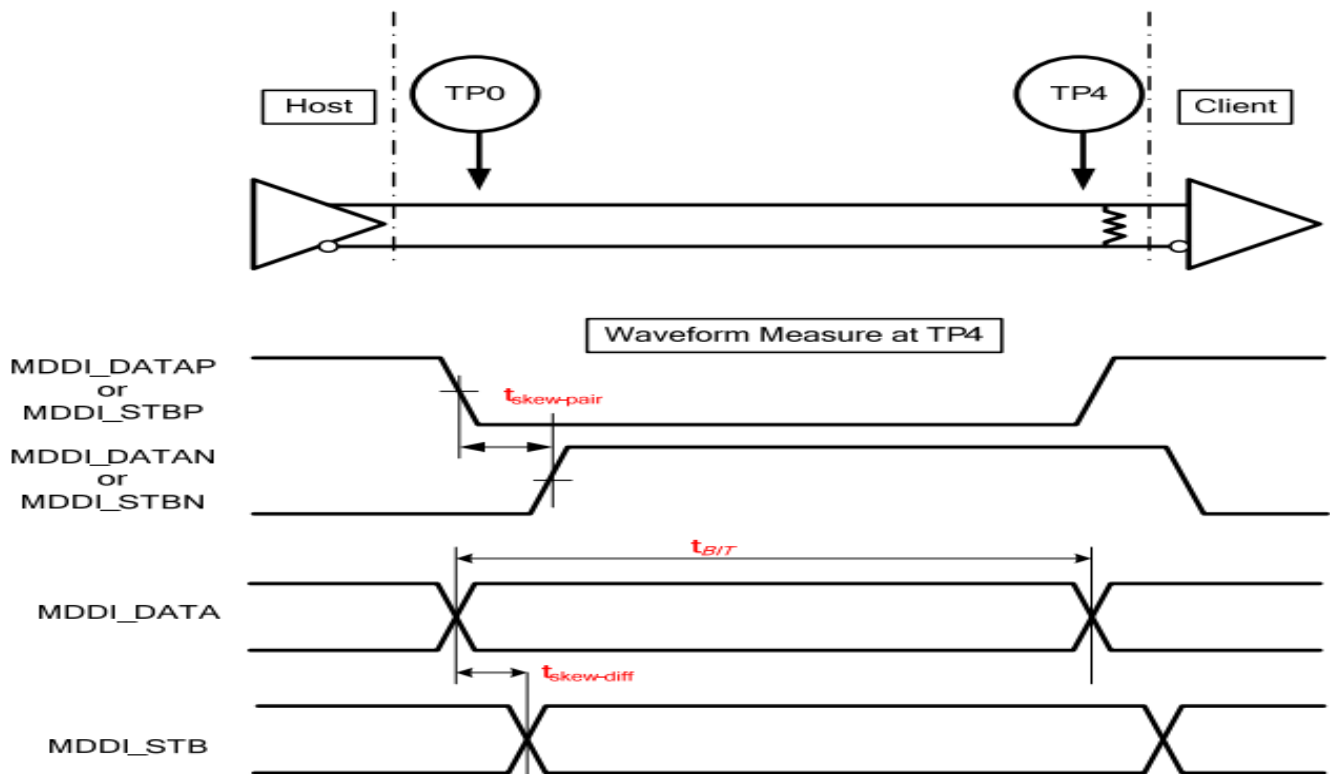 TP0
TP4
Host
Client
Waveform Measure at TP4
MDDI_DATAP
or
MDDI_STBP
tskew-pair
MDDI_DATAN
or
MDDI_STBN
tBIT
MDDI_DATA
tskew-diff
MDDI_STB